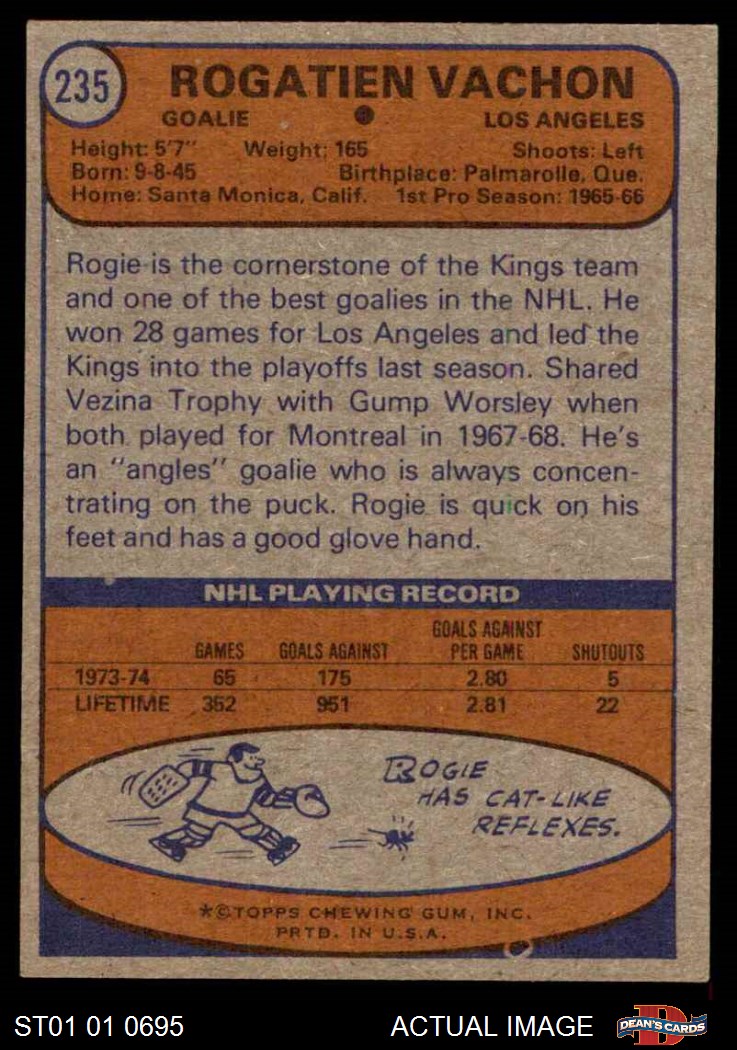 235
ROGATIEN VACHON
GOALIE LOS ANGELES
Height: 5'7" Weight: 165 Shoots: Left
Born: 9-8-45 Birthplace: Palmarolle, Que.
Home: Santa Monica, Calif. 1st Pro Season: 1965-66
Rogie is the cornerstone of the Kings team
and one of the best goalies in the NHL. He
won 28 games for Los Angeles and led the
Kings into the playoffs last season. Shared
Vezina Trophy with Gump Worsley when
both played for Montreal in 1967-68. He's
an "angles" goalie who is always concen-
trating on the puck. Rogie is quick on his
feet and has a good glove hand.
NHL PLAYING RECORD
GAMES GOALS AGAINST GOALS AGAINST PER GAME SHUTOUTS
1973-74 65 175 2.80 5
LIFETIME 352 951 2.81 22
ROGIE
HAS CAT-LIKE
REFLEXES.
*©TOPPS CHEWING GUM, INC.
PRTD. IN U.S.A.
ST01 01 0695 ACTUAL IMAGE DEAN'S CARDS